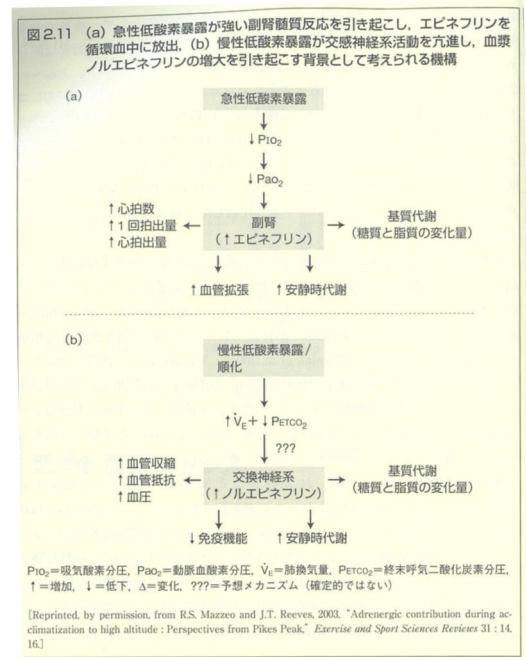 図2.11 (a) 急性低酸素暴露が強い副腎髄質反応を引き起こし，エピネフリンを
循環血中に放出，(b) 慢性低酸素暴露が交感神経系活動を亢進し，血漿
ノルエピネフリンの増大を引き起こす背景として考えられる機構
(a)
急性低酸素暴露
↓PIO₂
↓Pao₂
↑心拍数
↑1回拍出量
↑心拍出量
副腎
(↑エピネフリン)
基質代謝
(糖質と脂質の変化量)
↑血管拡張 ↑安静時代謝
(b)
慢性低酸素暴露/
順化
↑V̇E+↓PETCO₂
???
↑血管収縮
↑血管抵抗
↑血圧
交換神経系
(↑ノルエピネフリン)
基質代謝
(糖質と脂質の変化量)
↓免疫機能 ↑安静時代謝
PIO₂=吸気酸素分圧，Pao₂=動脈血酸素分圧，V̇E=肺換気量，PETCO₂=終末呼気二酸化炭素分圧，
↑=増加，↓=低下，Δ=変化，???=予想メカニズム（確定的ではない）
[Reprinted, by permission, from R.S. Mazzeo and J.T. Reeves, 2003, "Adrenergic contribution during ac-
climatization to high altitude : Perspectives from Pikes Peak," Exercise and Sport Sciences Reviews 31 : 14,
16.]